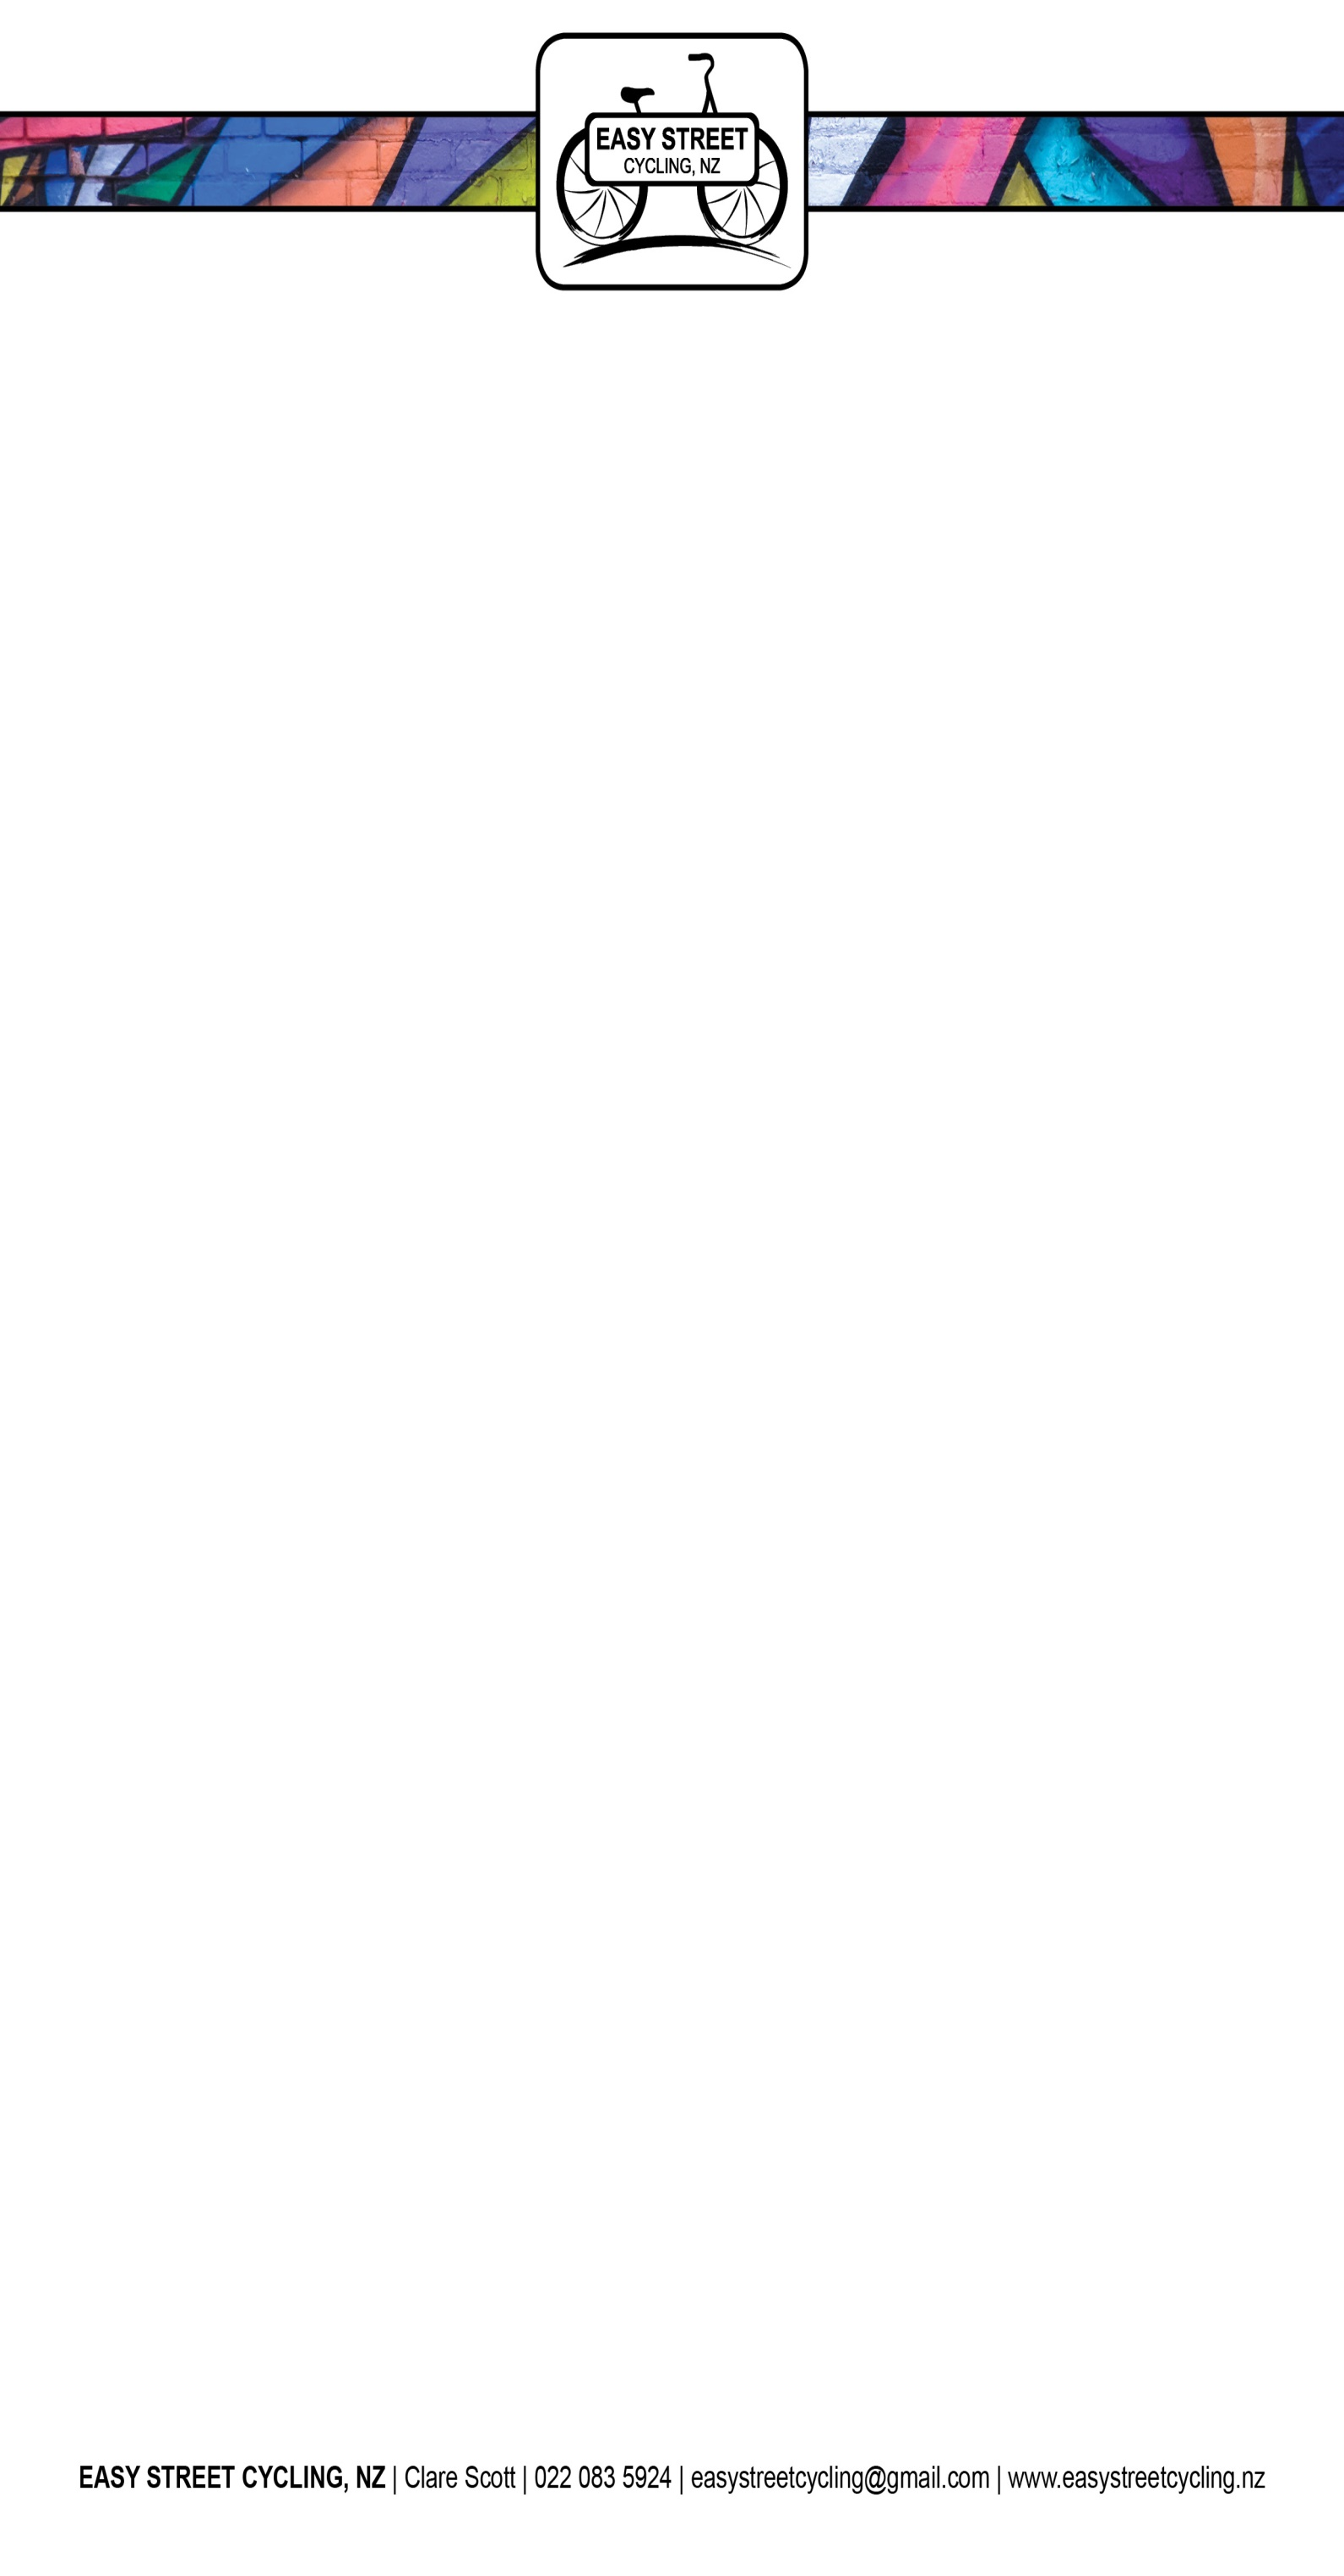 EASY STREET
CYCLING, NZ
EASY STREET CYCLING, NZ | Clare Scott | 022 083 5924 | easystreetcycling@gmail.com | www.easystreetcycling.nz